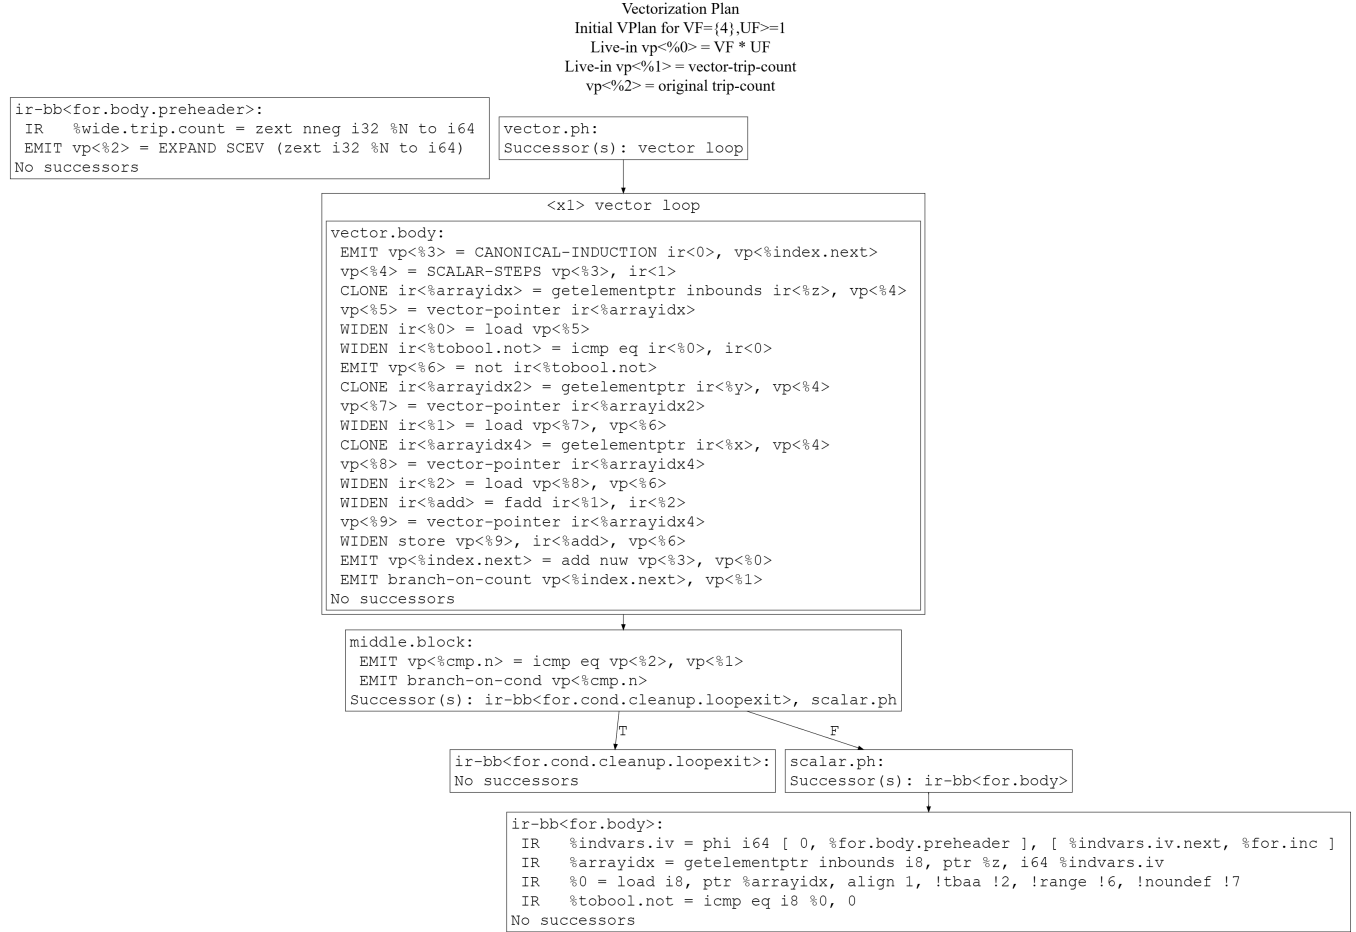 Vectorization Plan
Initial VPlan for VF={4},UF>=1
Live-in vp<%0> = VF * UF
Live-in vp<%1> = vector-trip-count
vp<%2> = original trip-count
ir-bb<for.body.preheader>:
IR   %wide.trip.count = zext nneg i32 %N to i64
EMIT vp<%2> = EXPAND SCEV (zext i32 %N to i64)
No successors
vector.ph:
Successor(s): vector loop
<x1> vector loop
vector.body:
EMIT vp<%3> = CANONICAL-INDUCTION ir<0>, vp<%index.next>
vp<%4> = SCALAR-STEPS vp<%3>, ir<1>
CLONE ir<%arrayidx> = getelementptr inbounds ir<%z>, vp<%4>
vp<%5> = vector-pointer ir<%arrayidx>
WIDEN ir<%0> = load vp<%5>
WIDEN ir<%tobool.not> = icmp eq ir<%0>, ir<0>
EMIT vp<%6> = not ir<%tobool.not>
CLONE ir<%arrayidx2> = getelementptr ir<%y>, vp<%4>
vp<%7> = vector-pointer ir<%arrayidx2>
WIDEN ir<%1> = load vp<%7>, vp<%6>
CLONE ir<%arrayidx4> = getelementptr ir<%x>, vp<%4>
vp<%8> = vector-pointer ir<%arrayidx4>
WIDEN ir<%2> = load vp<%8>, vp<%6>
WIDEN ir<%add> = fadd ir<%1>, ir<%2>
vp<%9> = vector-pointer ir<%arrayidx4>
WIDEN store vp<%9>, ir<%add>, vp<%6>
EMIT vp<%index.next> = add nuw vp<%3>, vp<%0>
EMIT branch-on-count vp<%index.next>, vp<%1>
No successors
middle.block:
EMIT vp<%cmp.n> = icmp eq vp<%2>, vp<%1>
EMIT branch-on-cond vp<%cmp.n>
Successor(s): ir-bb<for.cond.cleanup.loopexit>, scalar.ph
T
F
ir-bb<for.cond.cleanup.loopexit>:
No successors
scalar.ph:
Successor(s): ir-bb<for.body>
ir-bb<for.body>:
IR   %indvars.iv = phi i64 [ 0, %for.body.preheader ], [ %indvars.iv.next, %for.inc ]
IR   %arrayidx = getelementptr inbounds i8, ptr %z, i64 %indvars.iv
IR   %0 = load i8, ptr %arrayidx, align 1, !tbaa !2, !range !6, !noundef !7
IR   %tobool.not = icmp eq i8 %0, 0
No successors